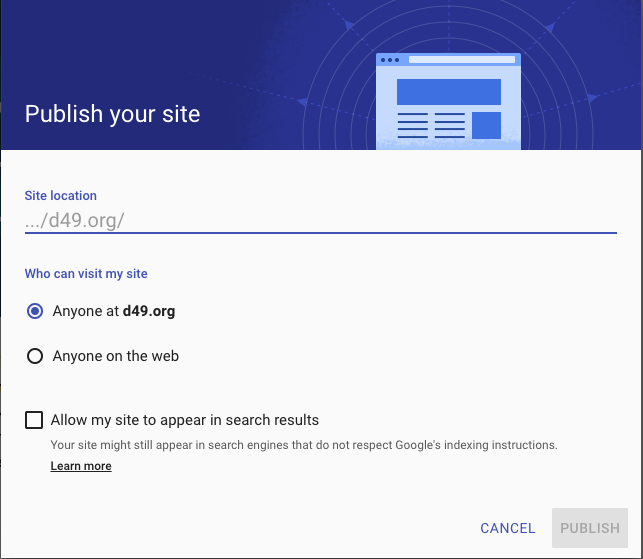 Publish your site
Site location
.../d49.org/
Who can visit my site
Anyone at d49.org
Anyone on the web
Allow my site to appear in search results
Your site might still appear in search engines that do not respect Google's indexing instructions.
Learn more
CANCEL PUBLISH